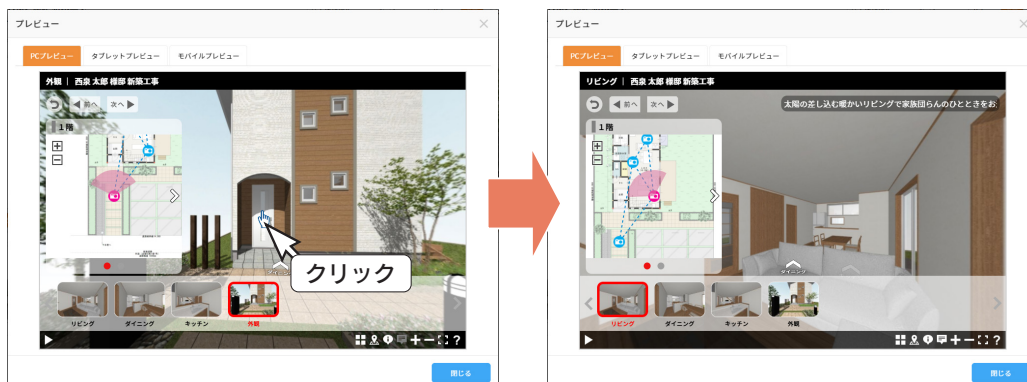 プレビュー
PCプレビュー タブレットプレビュー モバイルプレビュー
外観 | 西泉 太郎 様邸 新築工事
前へ 次へ
1階
クリック
ダイニング
リビング ダイニング キッチン 外観
閉じる
プレビュー
PCプレビュー タブレットプレビュー モバイルプレビュー
リビング | 西泉 太郎 様邸 新築工事
前へ 次へ
太陽の差し込む暖かいリビングで家族団らんのひとときをお
1階
ダイニング
リビング ダイニング キッチン 外観
閉じる